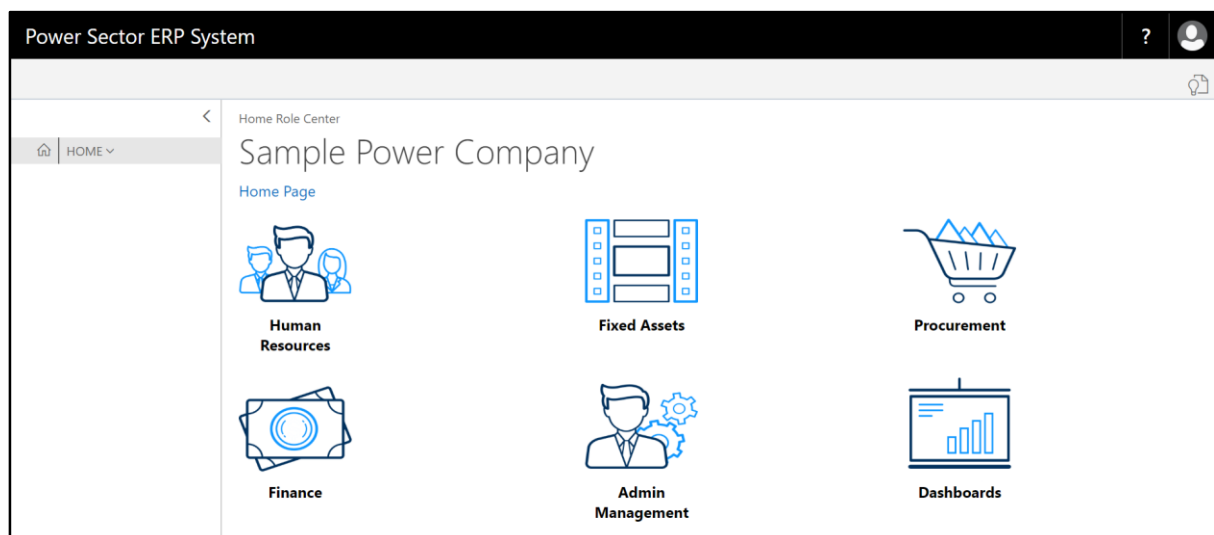 Power Sector ERP System
?
HOME
Home Role Center
Sample Power Company
Home Page
Human
Resources
Fixed Assets
Procurement
Finance
Admin
Management
Dashboards